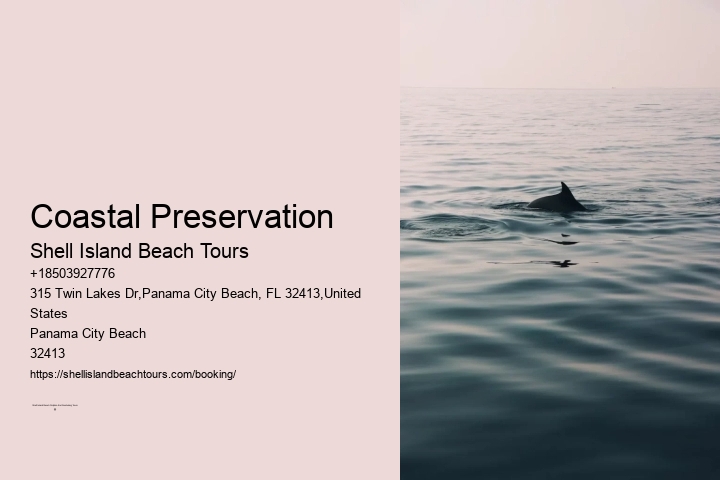 Coastal Preservation
Shell Island Beach Tours
+18503927776
315 Twin Lakes Dr,Panama City Beach, FL 32413,United
States
Panama City Beach
32413
https://shellislandbeachtours.com/booking/